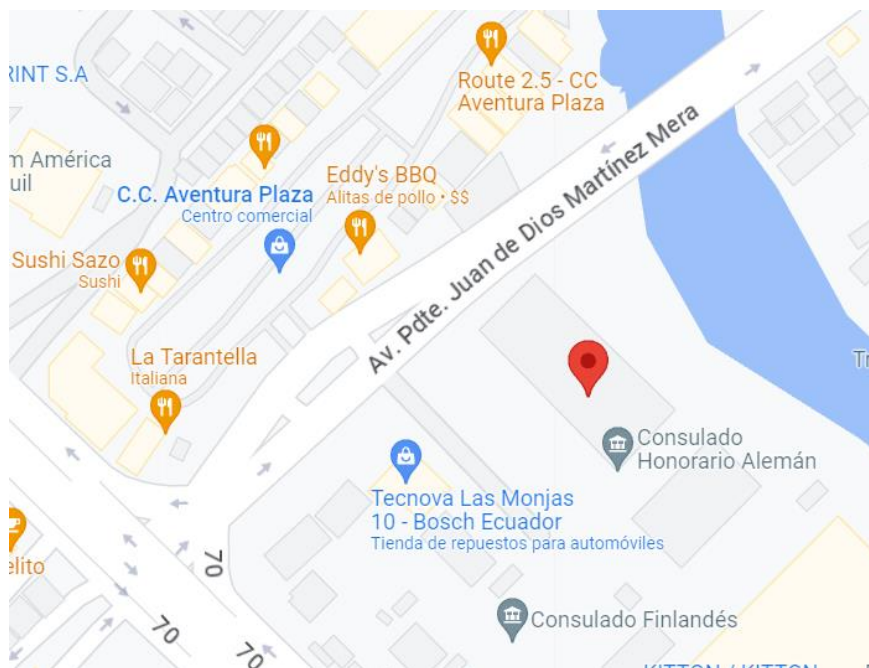 RINT S.A
Route 2.5 - CC
Aventura Plaza
m América
uil
Eddy's BBQ
Alitas de pollo • $$
C.C. Aventura Plaza
Centro comercial
Av. Pdte. Juan de Dios Martínez Mera
Sushi Sazo
Sushi
La Tarantella
Italiana
Tr
Consulado
Honorario Alemán
Tecnova Las Monjas
10 - Bosch Ecuador
Tienda de repuestos para automóviles
elito
70
70
70
Consulado Finlandés